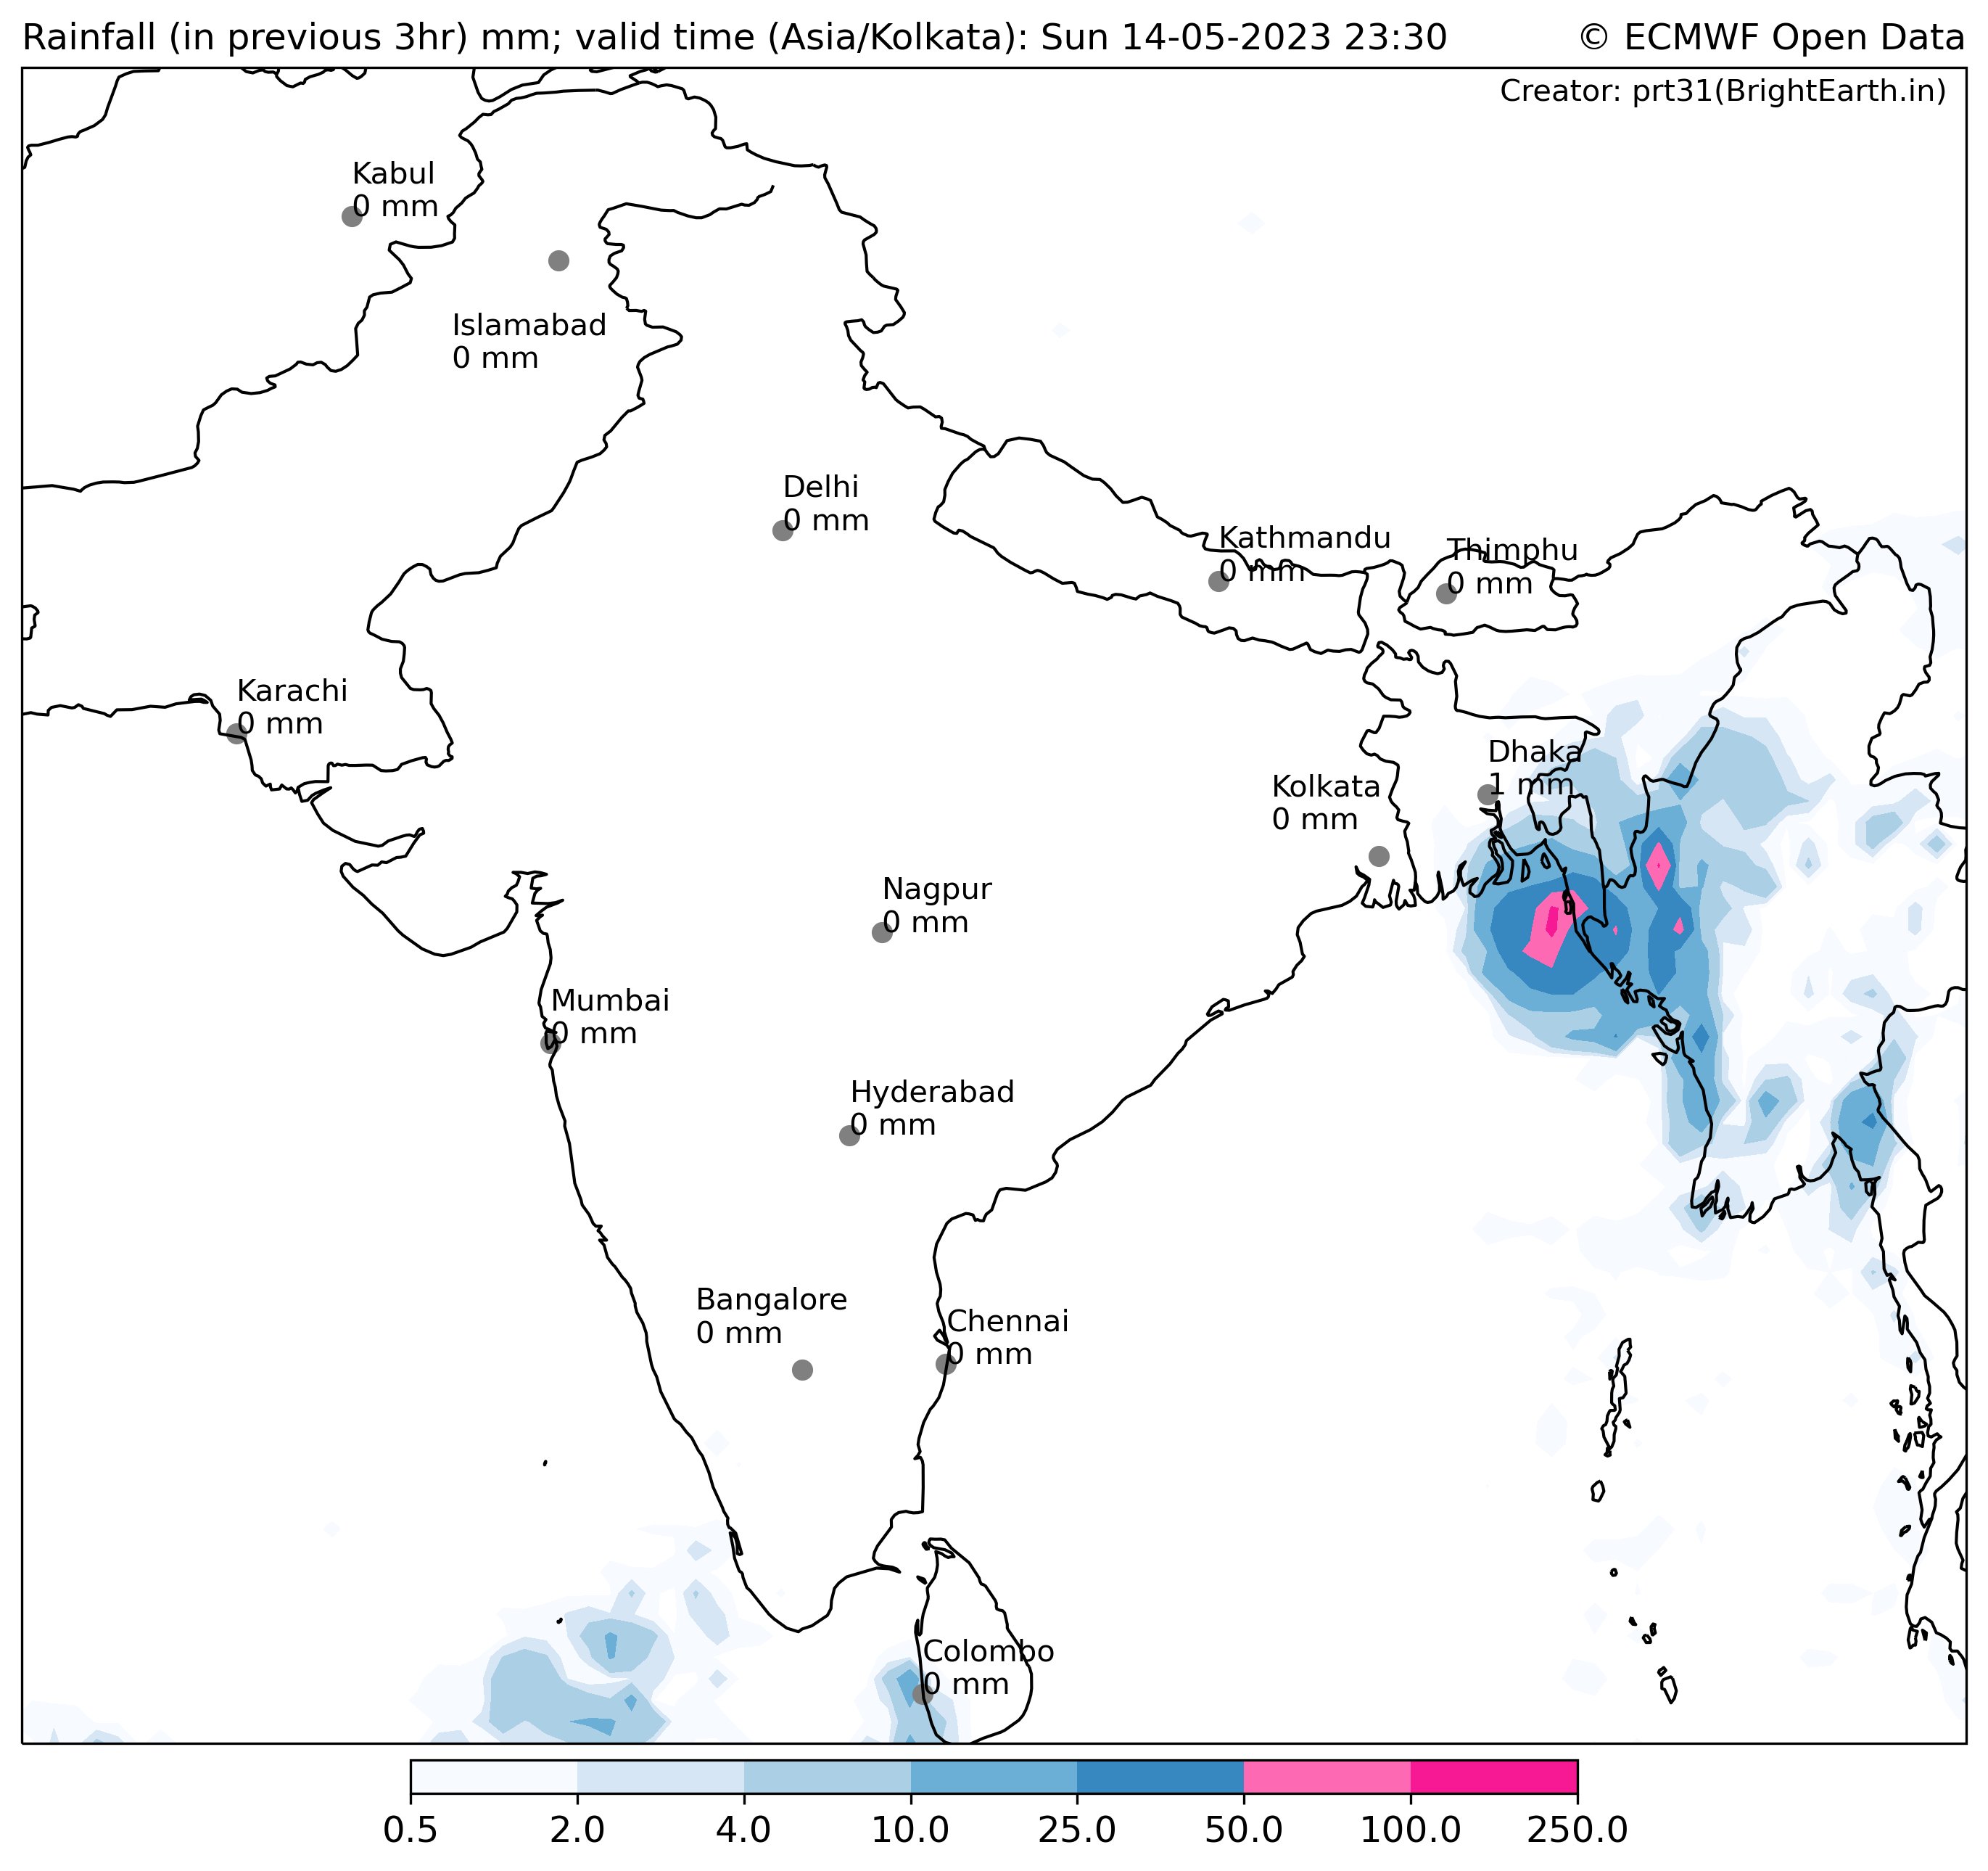 Rainfall (in previous 3hr) mm; valid time (Asia/Kolkata): Sun 14-05-2023 23:30
© ECMWF Open Data
Creator: prt31(BrightEarth.in)
Kabul
0 mm
Islamabad
0 mm
Delhi
0 mm
Kathmandu
0 mm
Thimphu
0 mm
Karachi
0 mm
Dhaka
1 mm
Kolkata
0 mm
Nagpur
0 mm
Mumbai
0 mm
Hyderabad
0 mm
Bangalore
0 mm
Chennai
0 mm
Colombo
0 mm
0.5 2.0 4.0 10.0 25.0 50.0 100.0 250.0